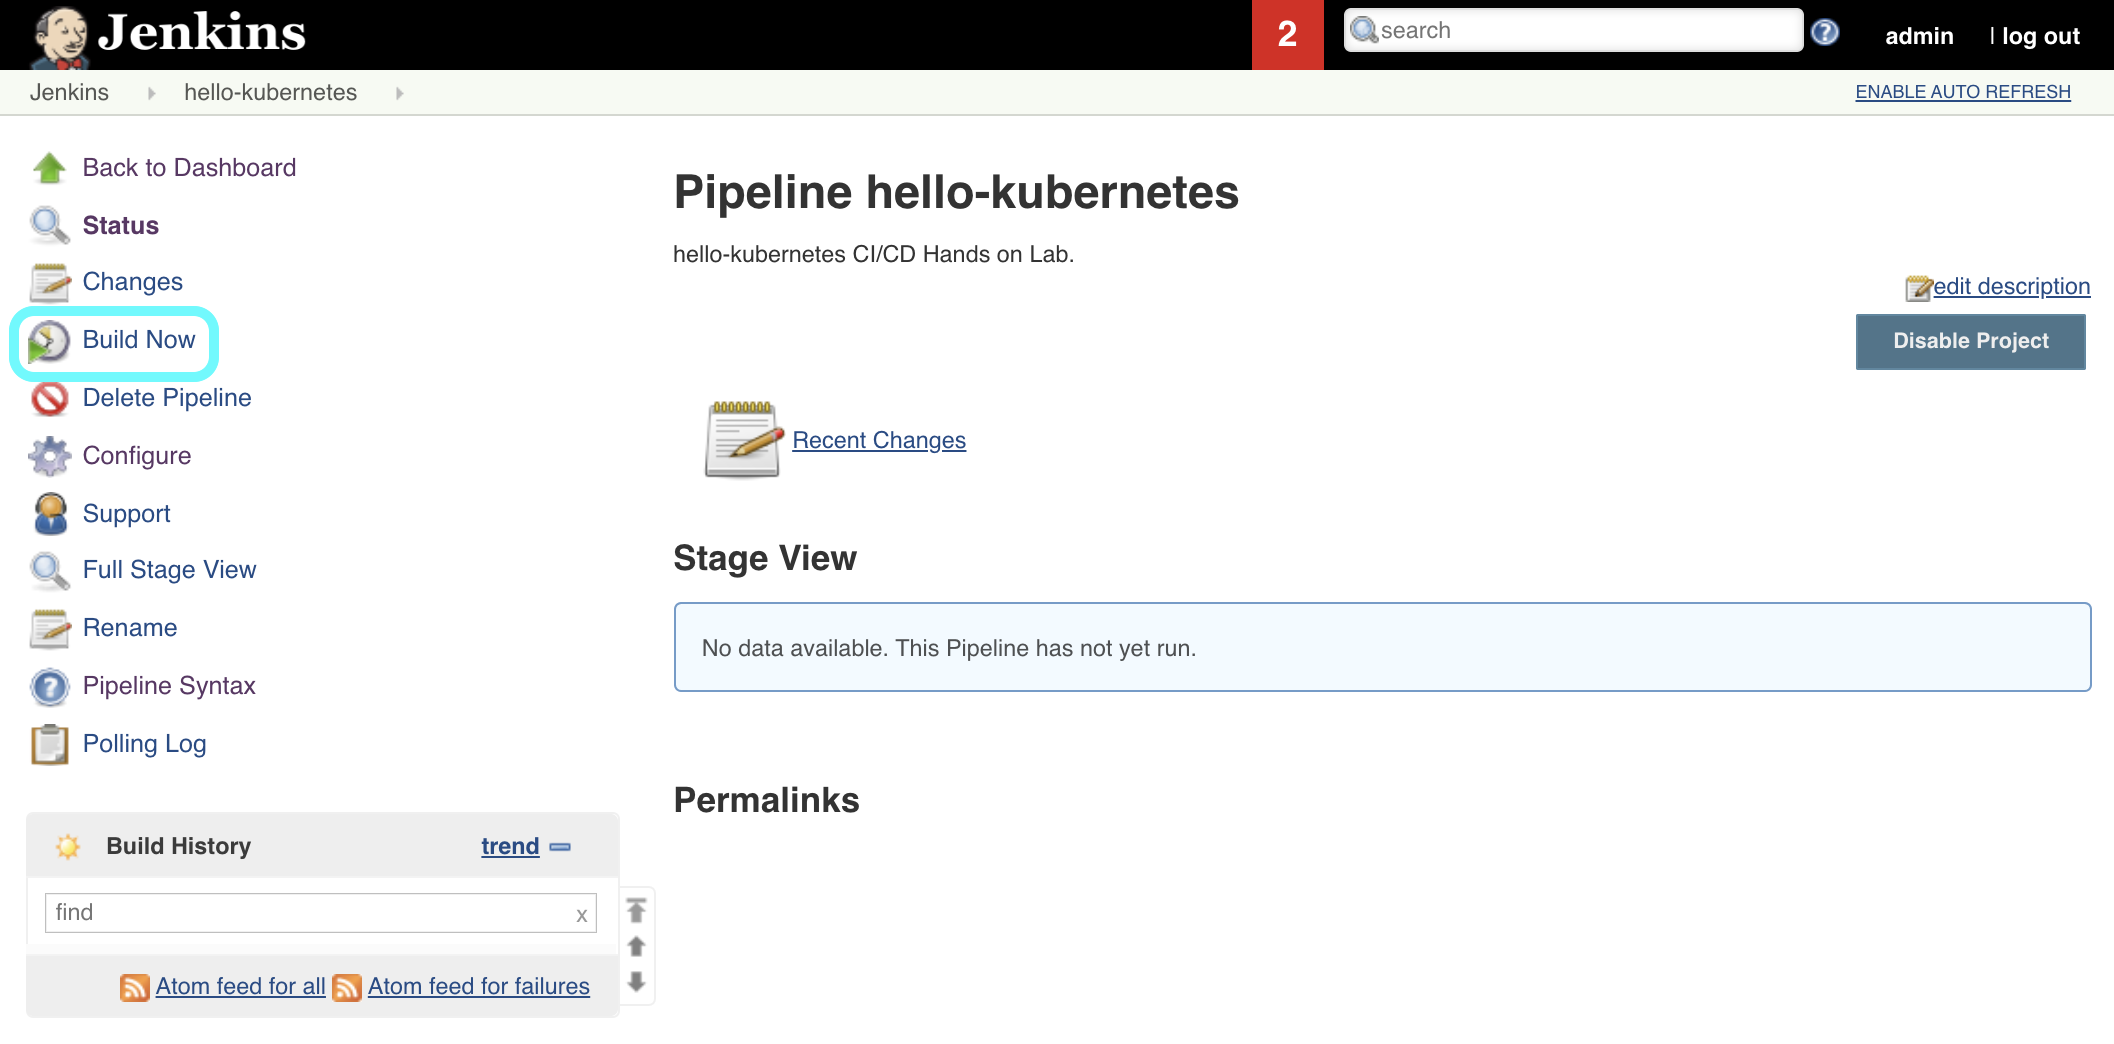 Jenkins
2
search
admin
| log out
Jenkins
hello-kubernetes
ENABLE AUTO REFRESH
Back to Dashboard
Status
Changes
Build Now
Delete Pipeline
Configure
Support
Full Stage View
Rename
Pipeline Syntax
Polling Log
Build History
trend
find
x
Atom feed for all
Atom feed for failures
Pipeline hello-kubernetes
hello-kubernetes CI/CD Hands on Lab.
edit description
Disable Project
Recent Changes
Stage View
No data available. This Pipeline has not yet run.
Permalinks